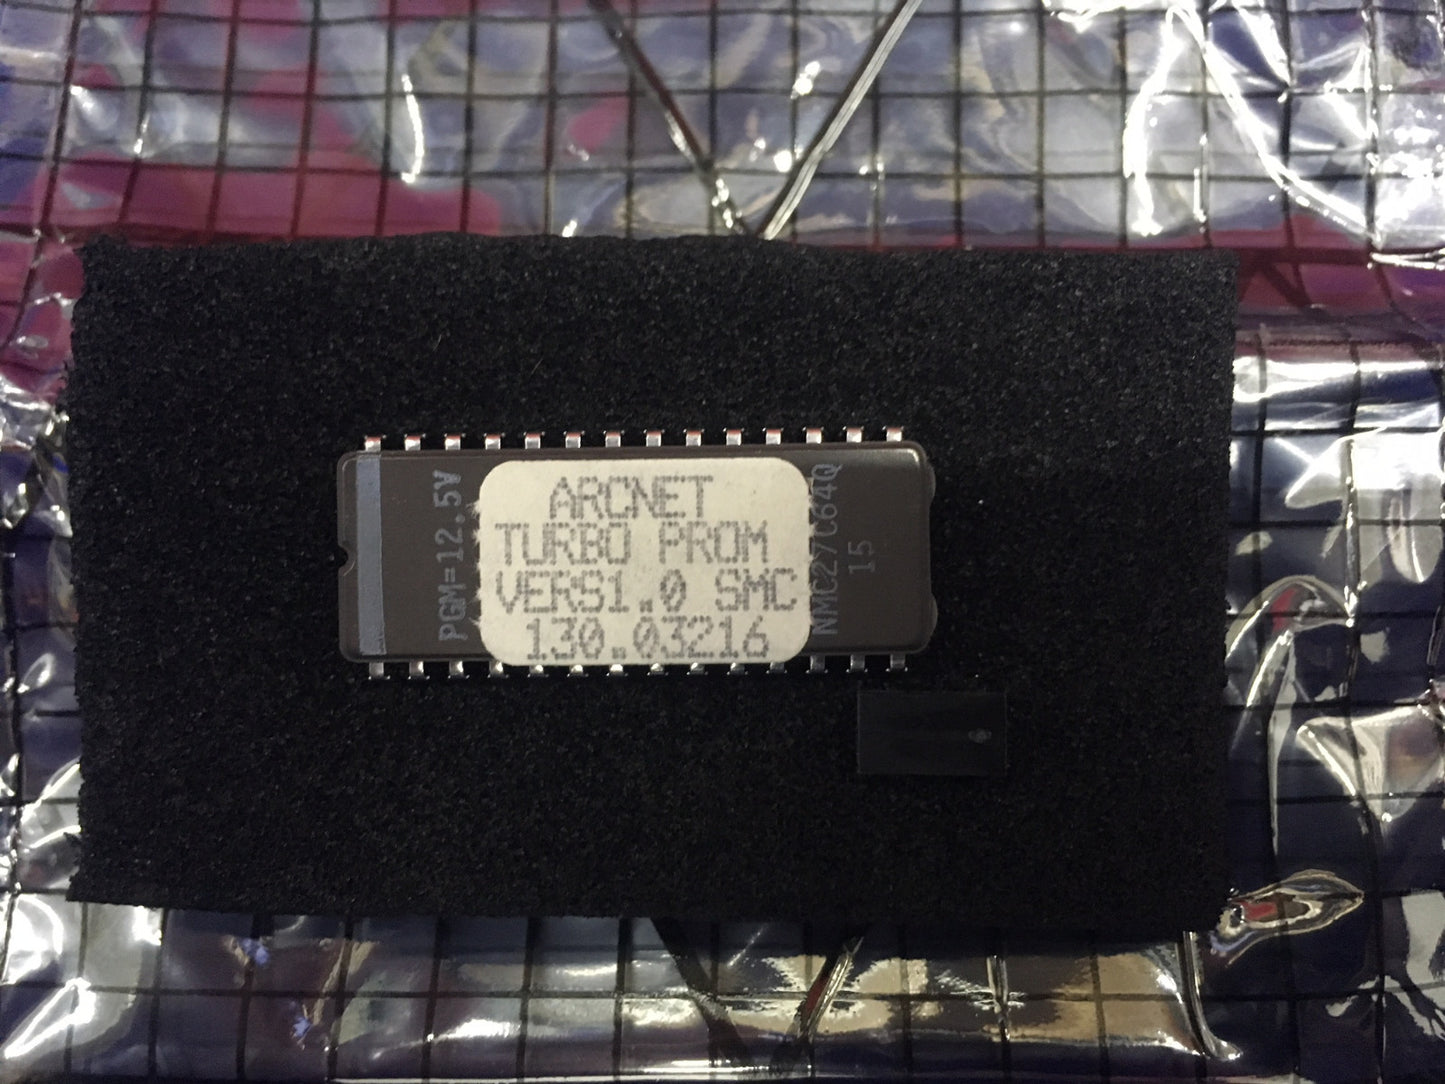 ARCNET
TURBO PROM
VERS1.0 SMC
130.03216
PGM=12.5V
NMC27C64Q
15